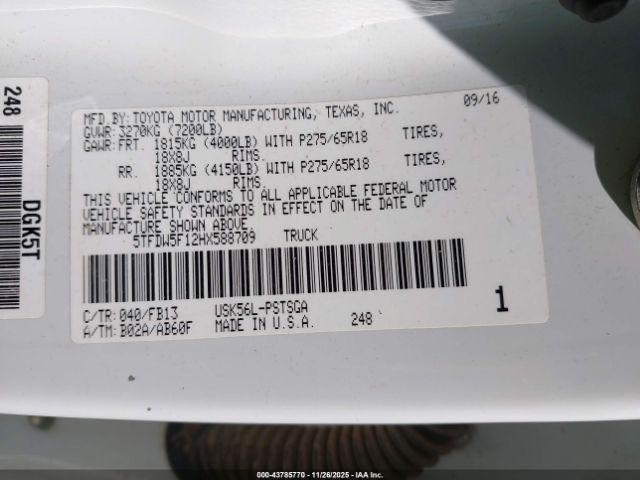 248
DGK5T
MFD.BY:TOYOTA MOTOR MANUFACTURING, TEXAS, INC. 09/16
GVWR:3270KG (7200LB)
GAWR:FRT. 1815KG (4000LB) WITH P275/65R18 TIRES,
18X8J RIMS.
RR. 1885KG (4150LB) WITH P275/65R18 TIRES,
18X8J RIMS.
THIS VEHICLE CONFORMS TO ALL APPLICABLE FEDERAL MOTOR
VEHICLE SAFETY STANDARDS IN EFFECT ON THE DATE OF
MANUFACTURE SHOWN ABOVE.
5TFDW5F12HX588709 TRUCK
C/TR:040/FB13 USK56L-PSTSGA
A/TM:B02A/AB60F MADE IN U.S.A. 248 1
000-43785770 - 11/26/2025 - IAA Inc.